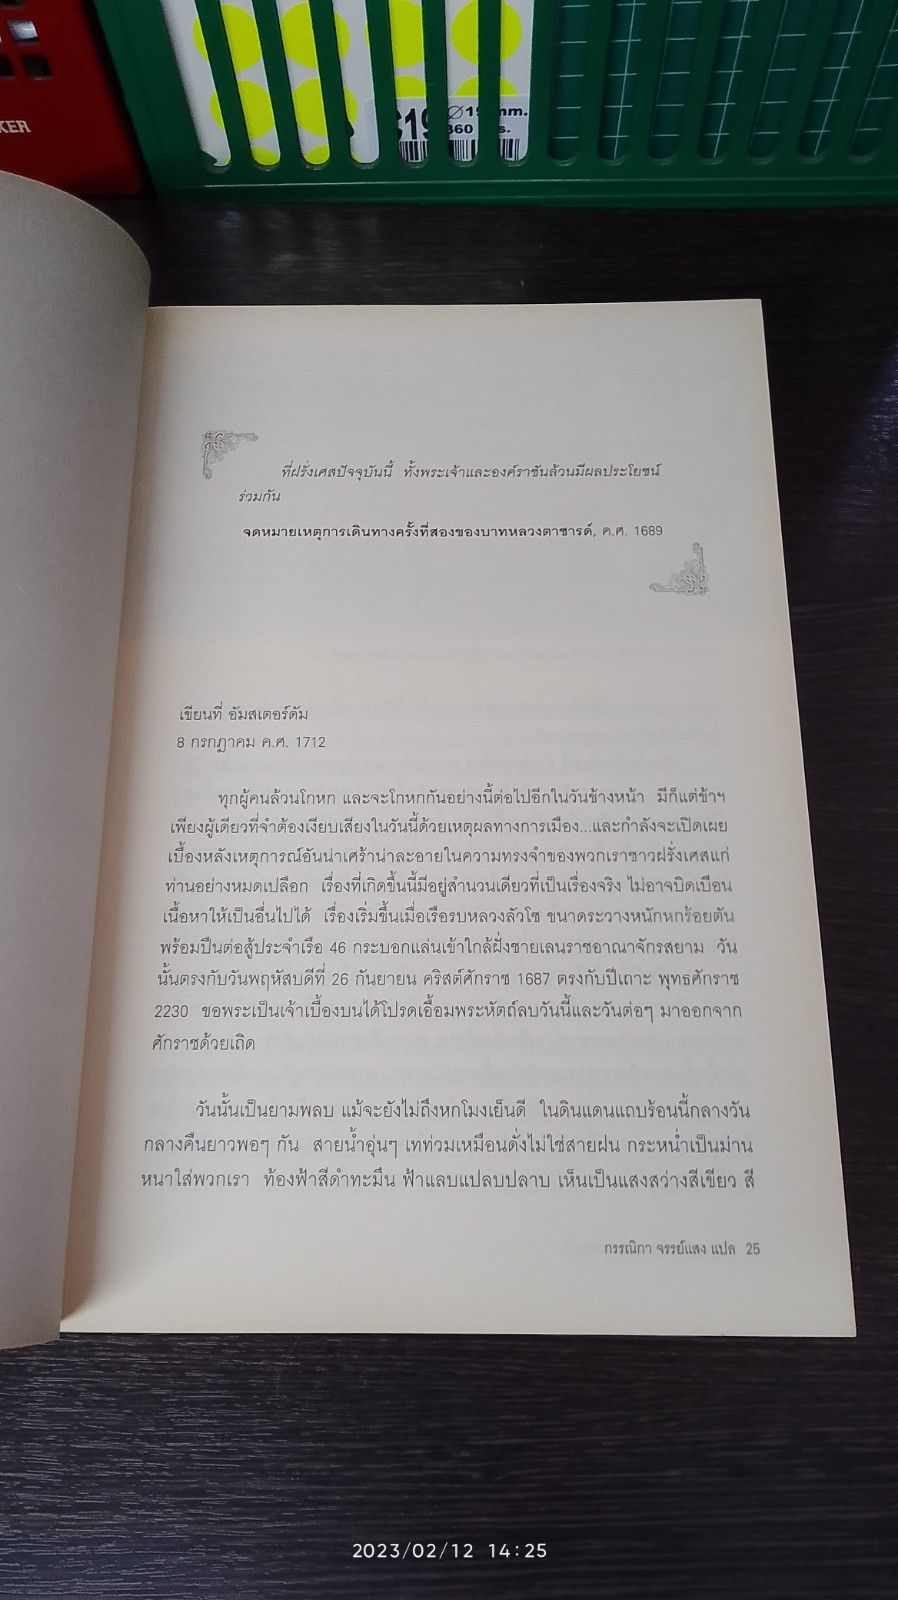 KER
19
Ø19mm.
360
s.
ที่ฝรั่งเศสปัจจุบันนี้ ทั้งพระเจ้าและองค์ราชันล้วนมีผลประโยชน์
ร่วมกัน
จดหมายเหตุการเดินทางครั้งที่สองของบาทหลวงตาชารด์, ค.ศ. 1689
เขียนที่ อัมสเตอร์ดัม
8 กรกฎาคม ค.ศ. 1712
ทุกผู้คนล้วนโกหก และจะโกหกกันอย่างนี้ต่อไปอีกในวันข้างหน้า มีก็แต่ข้าฯ
เพียงผู้เดียวที่จำต้องเงียบเสียงในวันนี้ด้วยเหตุผลทางการเมือง...และกำลังจะเปิดเผย
เบื้องหลังเหตุการณ์อันน่าเศร้าน่าละอายในความทรงจำของพวกเราชาวฝรั่งเศสแก่
ท่านอย่างหมดเปลือก เรื่องที่เกิดขึ้นนี้มีอยู่สำนวนเดียวที่เป็นเรื่องจริง ไม่อาจบิดเบือน
เนื้อหาให้เป็นอื่นไปได้ เรื่องเริ่มขึ้นเมื่อเรือรบหลวงลัวโซ ขนาดระวางหนักหกร้อยตัน
พร้อมปืนต่อสู้ประจำเรือ 46 กระบอกแล่นเข้าใกล้ฝั่งชายเลนราชอาณาจักรสยาม วัน
นั้นตรงกับวันพฤหัสบดีที่ 26 กันยายน คริสต์ศักราช 1687 ตรงกับปีเถาะ พุทธศักราช
2230 ขอพระเป็นเจ้าเบื้องบนได้โปรดเอื้อมพระหัตถ์ลบวันนี้และวันต่อๆ มาออกจาก
ศักราชด้วยเถิด
วันนั้นเป็นยามพลบ แม้จะยังไม่ถึงหกโมงเย็นดี ในดินแดนแถบร้อนนี้กลางวัน
กลางคืนยาวพอๆ กัน สายน้ำอุ่นๆ เทท่วมเหมือนดั่งไม่ใช่สายฝน กระหน่ำเป็นม่าน
หนาใส่พวกเรา ท้องฟ้าสีดำทะมึน ฟ้าแลบแปลบปลาบ เห็นเป็นแสงสว่างสีเขียว สี
กรรณิกา จรรย์แสง แปล 25
2023/02/12 14:25